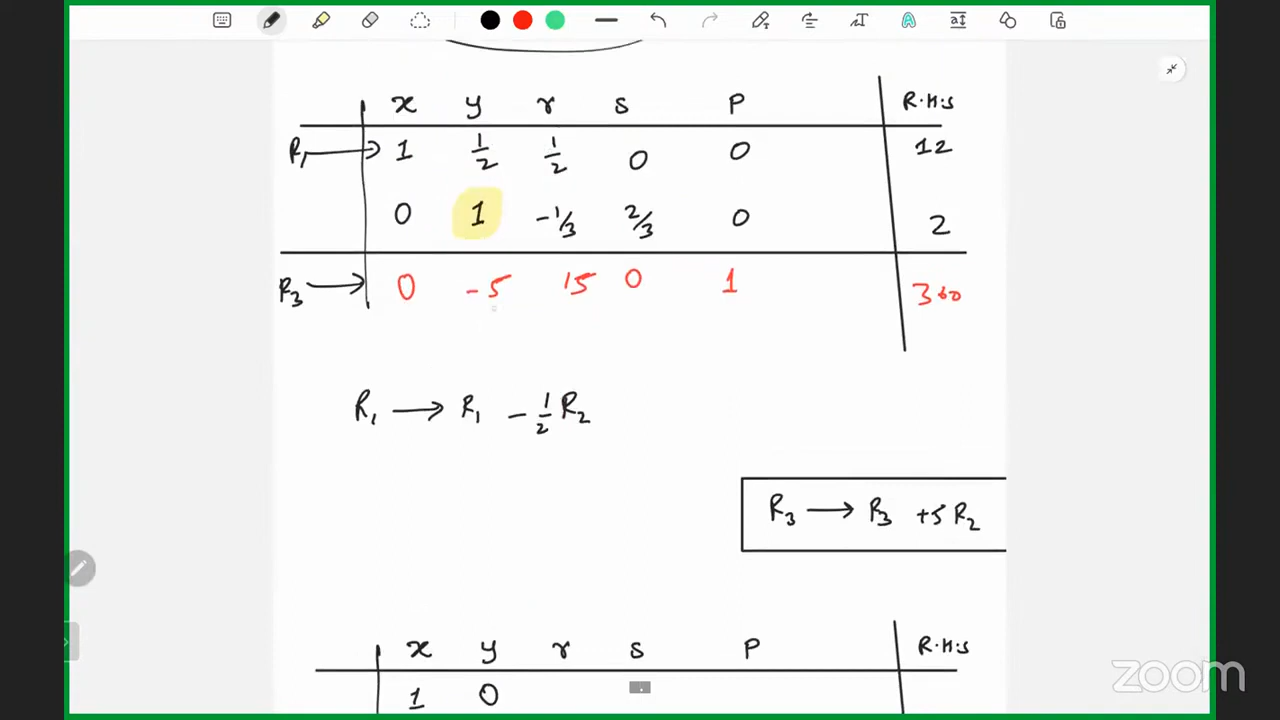 x y r s P R.H.S
R₁ → 1 1/2 1/2 0 0 12
0 1 -1/3 2/3 0 2
R₃ → 0 -5 15 0 1 360
R₁ → R₁ - 1/2 R₂
R₃ → R₃ +5 R₂
x y r s P R.H.S
1 0
zoom